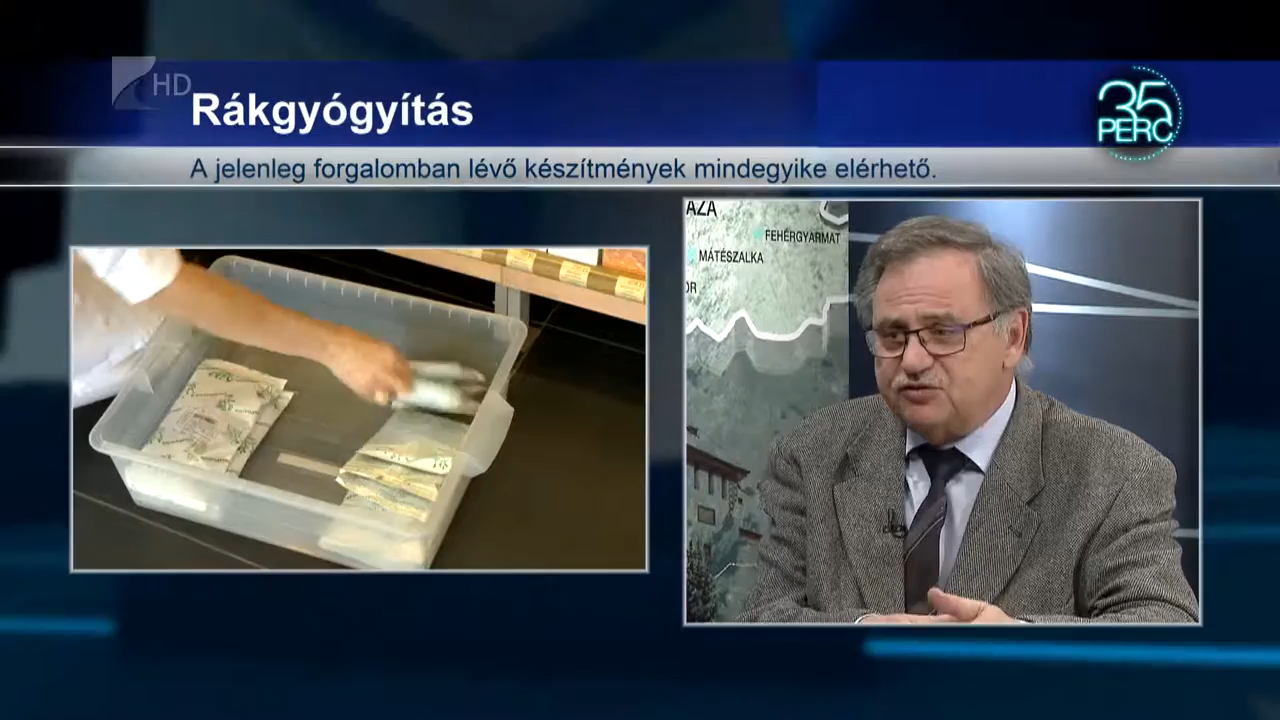 HD
Rákgyógyítás
35
PERC
A jelenleg forgalomban lévő készítmények mindegyike elérhető.
AZA
FEHÉRGYARMAT
MÁTÉSZALKA
OR